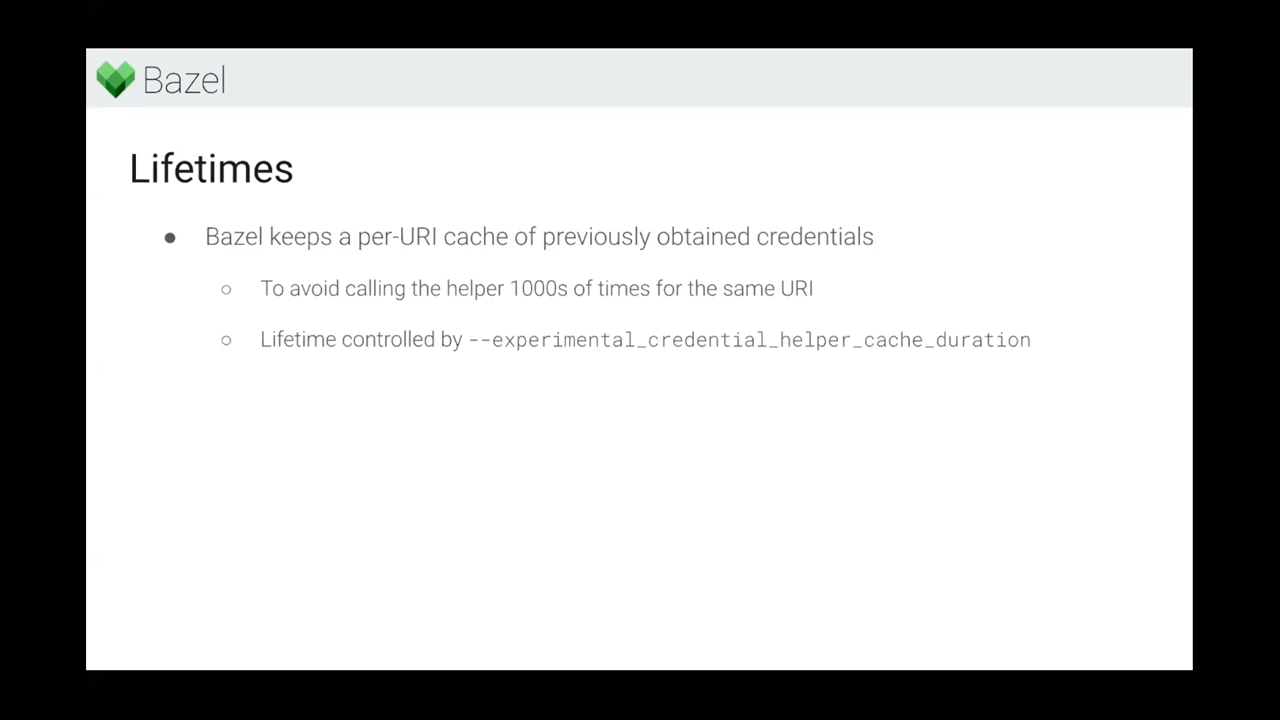 Bazel
Lifetimes
● Bazel keeps a per-URI cache of previously obtained credentials
○ To avoid calling the helper 1000s of times for the same URI
○ Lifetime controlled by --experimental_credential_helper_cache_duration